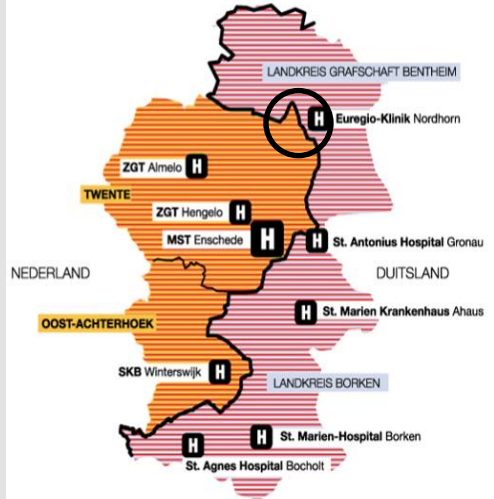 LANDKREIS GRAFSCHAFT BENTHEIM
H Euregio-Klinik Nordhorn
ZGT Almelo H
TWENTE
ZGT Hengelo H
MST Enschede H
H St. Antonius Hospital Gronau
NEDERLAND
DUITSLAND
H St. Marien Krankenhaus Ahaus
OOST-ACHTERHOEK
SKB Winterswijk H
LANDKREIS BORKEN
H St. Marien-Hospital Borken
H
St. Agnes Hospital Bocholt